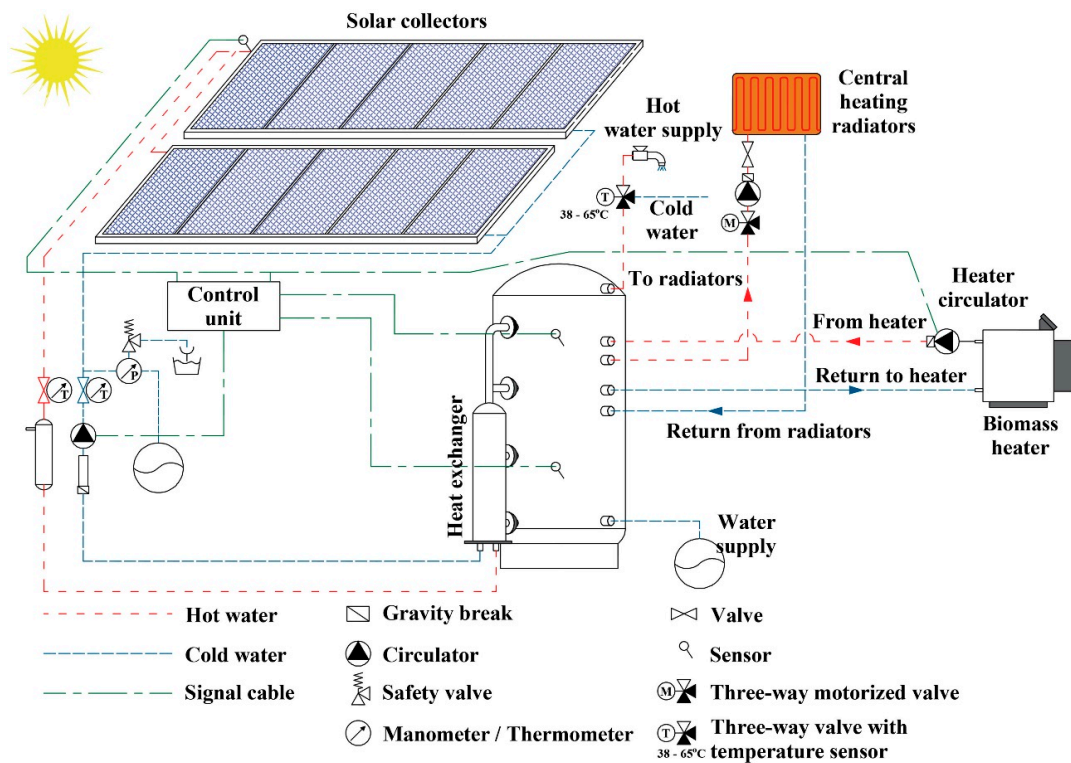 Solar collectors
Hot
water supply
Central
heating
radiators
T
38 - 65°C
Cold
water
M
To radiators
Heater
circulator
Control
unit
From heater
P
T
T
Return to heater
Return from radiators
Biomass
heater
Heat exchanger
Water
supply
Hot water
Gravity break
Valve
Cold water
Circulator
Sensor
Signal cable
Safety valve
M
Three-way motorized valve
Manometer / Thermometer
T
38 - 65°C
Three-way valve with
temperature sensor